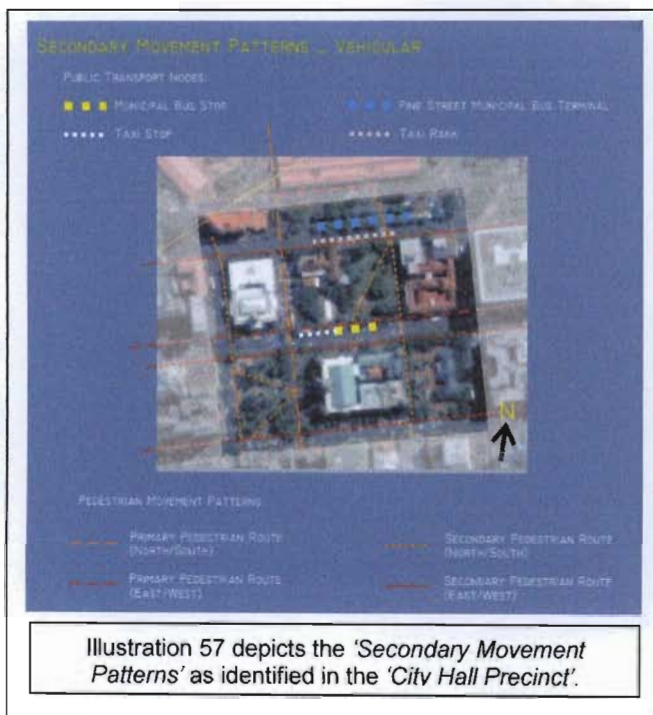 SECONDARY MOVEMENT PATTERNS _ VEHICULAR
PUBLIC TRANSPORT NODES:
MUNICIPAL BUS STOP
PINE STREET MUNICIPAL BUS TERMINAL
TAXI STOP
TAXI RANK
N
PEDESTRIAN MOVEMENT PATTERNS
PRIMARY PEDESTRIAN ROUTE
(NORTH/SOUTH)
SECONDARY PEDESTRIAN ROUTE
(NORTH/SOUTH)
PRIMARY PEDESTRIAN ROUTE
(EAST/WEST)
SECONDARY PEDESTRIAN ROUTE
(EAST/WEST)
Illustration 57 depicts the 'Secondary Movement
Patterns' as identified in the 'City Hall Precinct'.